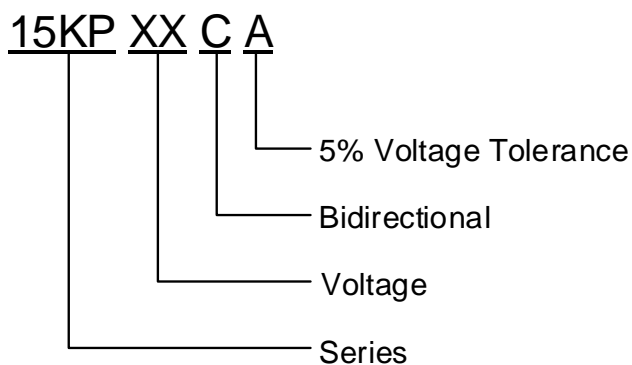 15KP XX C A
5% Voltage Tolerance
Bidirectional
Voltage
Series